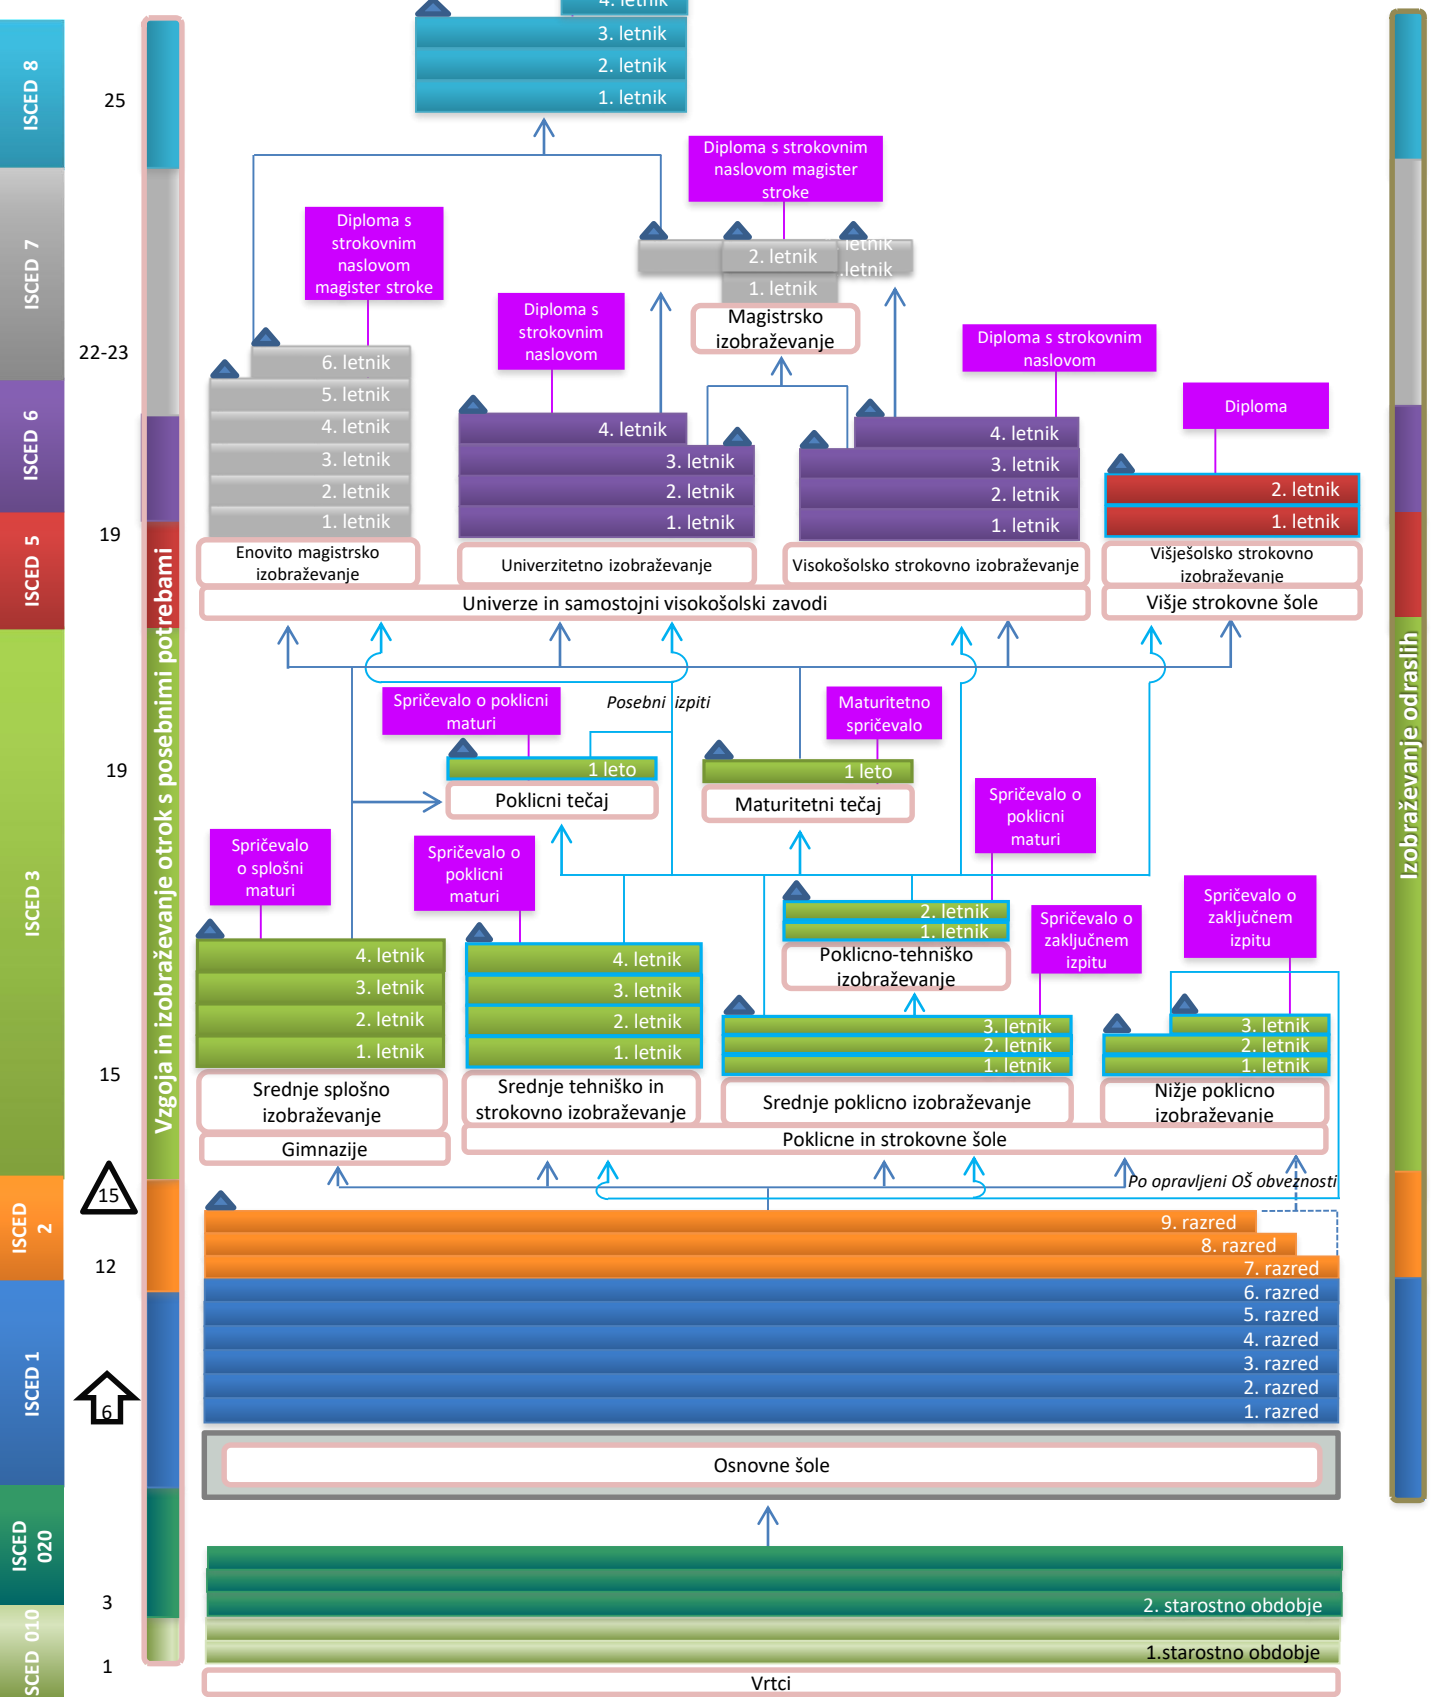 4. letnik
3. letnik
2. letnik
1. letnik
ISCED 8
25
Diploma s strokovnim
naslovom magister
stroke
Diploma s
strokovnim
naslovom
magister stroke
ISCED 7
letnik
2. letnik
.letnik
1. letnik
Magistrsko
izobraževanje
Diploma s
strokovnim
naslovom
Diploma s strokovnim
naslovom
22-23
6. letnik
5. letnik
4. letnik
3. letnik
2. letnik
1. letnik
Diploma
ISCED 6
4. letnik
3. letnik
2. letnik
1. letnik
4. letnik
3. letnik
2. letnik
1. letnik
2. letnik
1. letnik
19
ISCED 5
Enovito magistrsko
izobraževanje
Univerzitetno izobraževanje
Visokošolsko strokovno izobraževanje
Višješolsko strokovno
izobraževanje
Univerze in samostojni visokošolski zavodi
Višje strokovne šole
Vzgoja in izobraževanje otrok s posebnimi potrebami
Izobraževanje odraslih
Spričevalo o poklicni
maturi
Posebni izpiti
Maturitetno
spričevalo
19
1 leto
Poklicni tečaj
1 leto
Maturitetni tečaj
Spričevalo o
poklicni
maturi
ISCED 3
Spričevalo
o splošni
maturi
Spričevalo o
poklicni
maturi
Spričevalo o
zaključnem
izpitu
Spričevalo o
zaključnem
izpitu
2. letnik
1. letnik
Poklicno-tehniško
izobraževanje
4. letnik
3. letnik
2. letnik
1. letnik
4. letnik
3. letnik
2. letnik
1. letnik
3. letnik
2. letnik
1. letnik
3. letnik
2. letnik
1. letnik
15
Srednje splošno
izobraževanje
Srednje tehniško in
strokovno izobraževanje
Srednje poklicno izobraževanje
Nižje poklicno
izobraževanje
Gimnazije
Poklicne in strokovne šole
15
Po opravljeni OŠ obveznosti
ISCED
2
9. razred
8. razred
7. razred
12
6. razred
5. razred
4. razred
3. razred
2. razred
1. razred
ISCED 1
6
Osnovne šole
ISCED
020
3
2. starostno obdobje
SCED 010
1.starostno obdobje
1
Vrtci